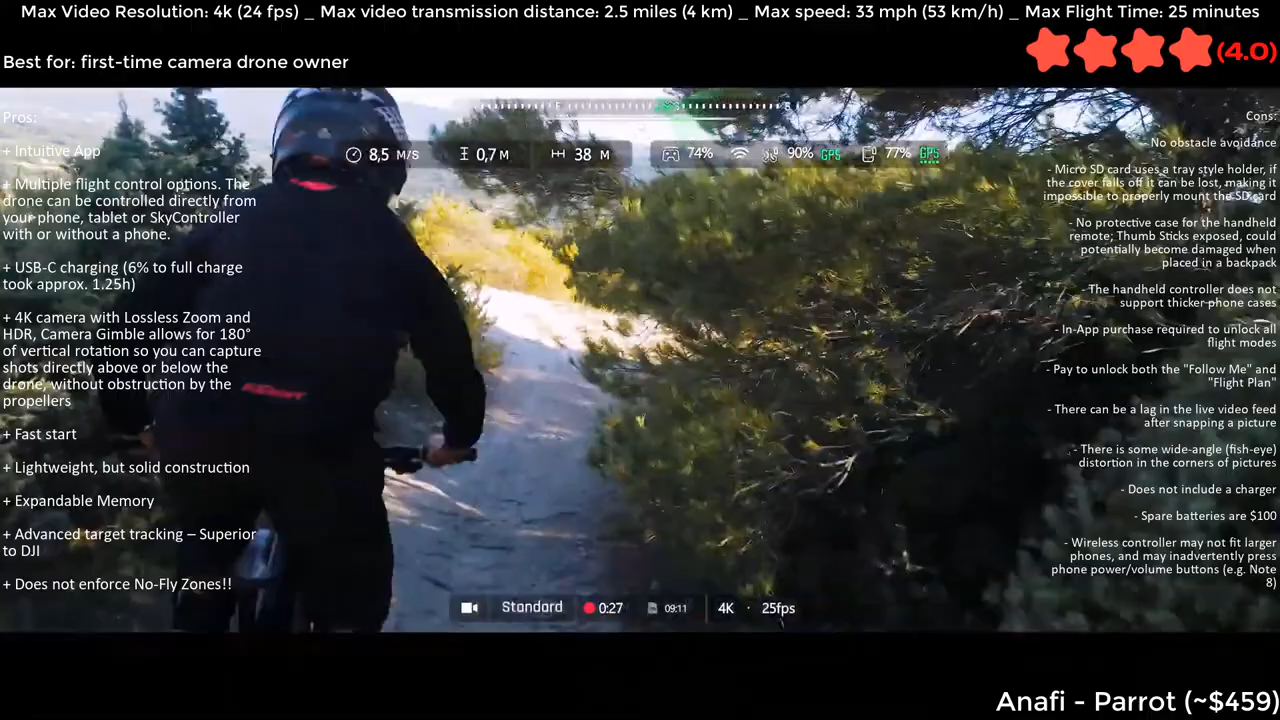 Max Video Resolution: 4k (24 fps) _ Max video transmission distance: 2.5 miles (4 km) _ Max speed: 33 mph (53 km/h) _ Max Flight Time: 25 minutes
Best for: first-time camera drone owner
(4.0)
8,5 M/S
0,7 M
38 M
74%
90% GPS
77% GPS
Pros:
+ Intuitive App
+ Multiple flight control options. The
drone can be controlled directly from
your phone, tablet or SkyController
with or without a phone.
+ USB-C charging (6% to full charge
took approx. 1.25h)
+ 4K camera with Lossless Zoom and
HDR, Camera Gimble allows for 180°
of vertical rotation so you can capture
shots directly above or below the
drone, without obstruction by the
propellers
+ Fast start
+ Lightweight, but solid construction
+ Expandable Memory
+ Advanced target tracking – Superior
to DJI
+ Does not enforce No-Fly Zones!!
Cons:
- No obstacle avoidance
- Micro SD card uses a tray style holder, if
the cover falls off it can be lost, making it
impossible to properly mount the SD card
- No protective case for the handheld
remote; Thumb Sticks exposed, could
potentially become damaged when
placed in a backpack
- The handheld controller does not
support thicker phone cases
- In-App purchase required to unlock all
flight modes
- Pay to unlock both the "Follow Me" and
"Flight Plan"
- There can be a lag in the live video feed
after snapping a picture
- There is some wide-angle (fish-eye)
distortion in the corners of pictures
- Does not include a charger
- Spare batteries are $100
- Wireless controller may not fit larger
phones, and may inadvertently press
phone power/volume buttons (e.g. Note
8)
Standard
0:27
09:11
4K · 25fps
Anafi - Parrot (~$459)